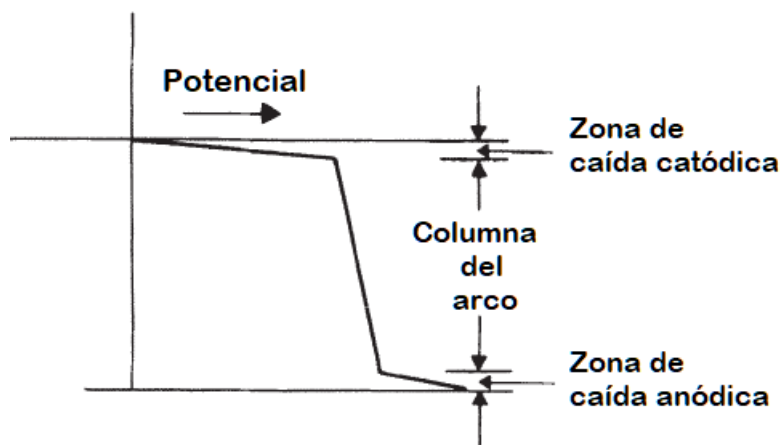 Potencial
Zona de
caída catódica
Columna
del
arco
Zona de
caída anódica